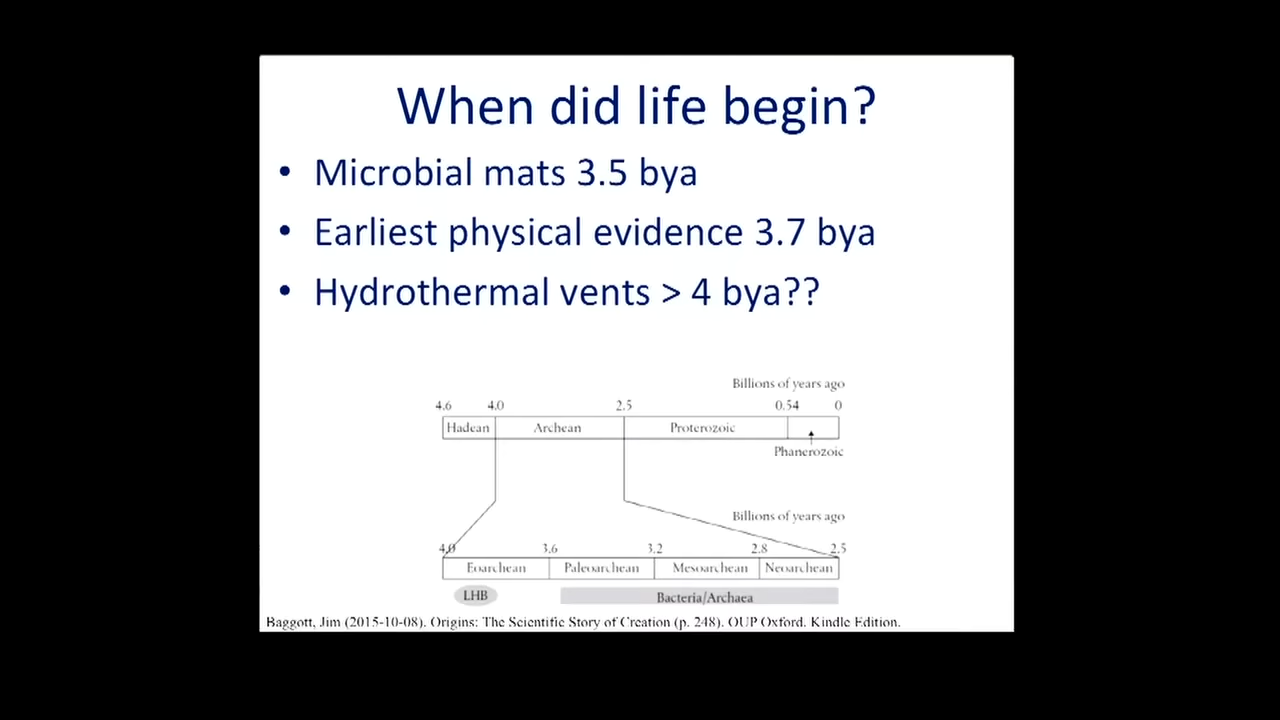 When did life begin?
• Microbial mats 3.5 bya
• Earliest physical evidence 3.7 bya
• Hydrothermal vents > 4 bya??
Billions of years ago
4.6 4.0 2.5 0.54 0
Hadean Archean Proterozoic
Phanerozoic
Billions of years ago
4.0 3.6 3.2 2.8 2.5
Eoarchean Paleoarchean Mesoarchean Neoarchean
LHB Bacteria/Archaea
Baggott, Jim (2015-10-08). Origins: The Scientific Story of Creation (p. 248). OUP Oxford. Kindle Edition.